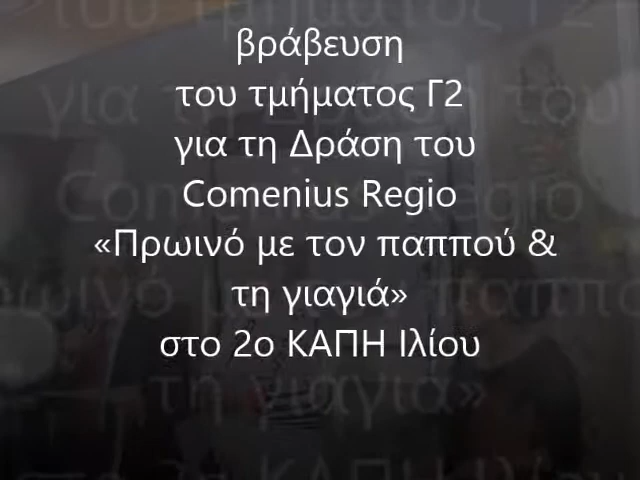 βράβευση
του τμήματος Γ2
για τη Δράση του
Comenius Regio
«Πρωινό με τον παππού &
τη γιαγιά»
στο 2ο ΚΑΠΗ Ιλίου